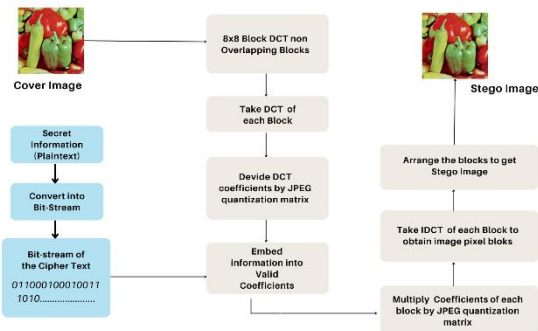 Cover Image
8x8 Block DCT non
Overlapping Blocks
Take DCT of
each Block
Devide DCT
coefficients by JPEG
quantization matrix
Secret
Information
(Plaintext)
Convert into
Bit-Stream
Bit-stream of
the Cipher Text
011000100010011
1010......................
Embed
Information into
Valid
Coefficients
Stego Image
Arrange the blocks to get
Stego Image
Take IDCT of each Block to
obtain image pixel bloks
Multiply Coefficients of each
block by JPEG quantization
matrix